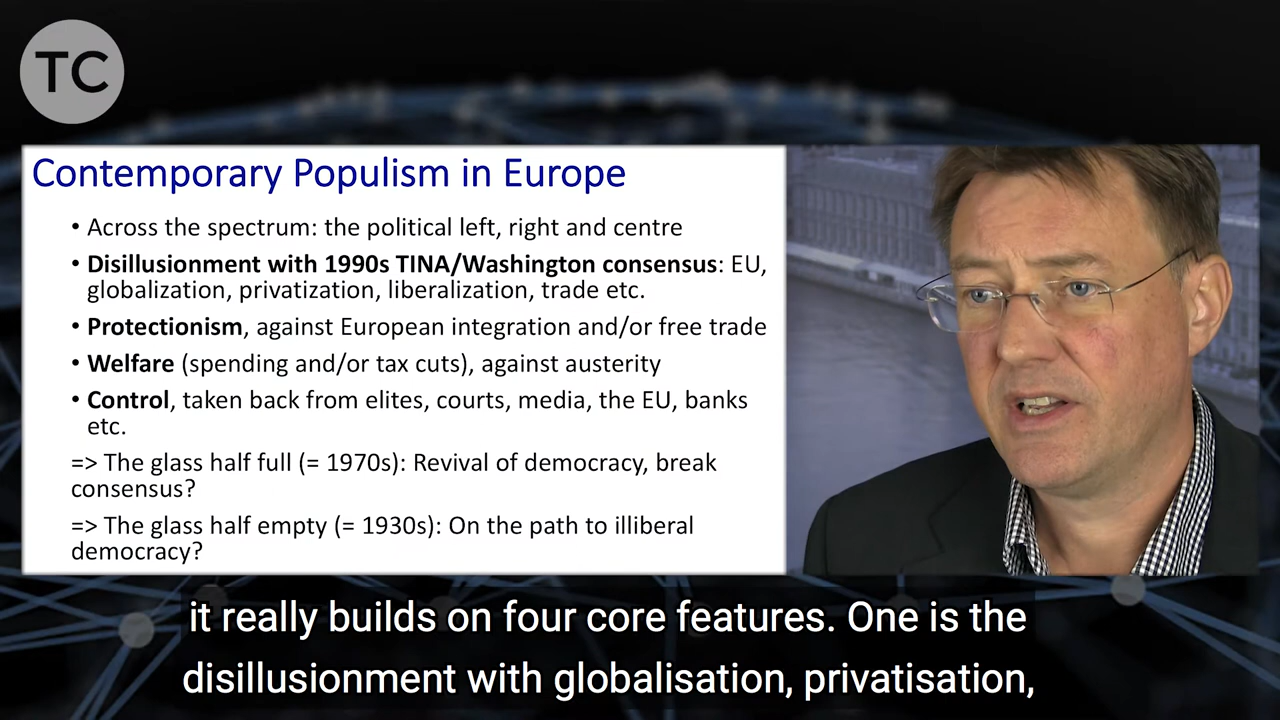 TC
Contemporary Populism in Europe
• Across the spectrum: the political left, right and centre
• Disillusionment with 1990s TINA/Washington consensus: EU,
globalization, privatization, liberalization, trade etc.
• Protectionism, against European integration and/or free trade
• Welfare (spending and/or tax cuts), against austerity
• Control, taken back from elites, courts, media, the EU, banks
etc.
=> The glass half full (= 1970s): Revival of democracy, break
consensus?
=> The glass half empty (= 1930s): On the path to illiberal
democracy?
it really builds on four core features. One is the
disillusionment with globalisation, privatisation,